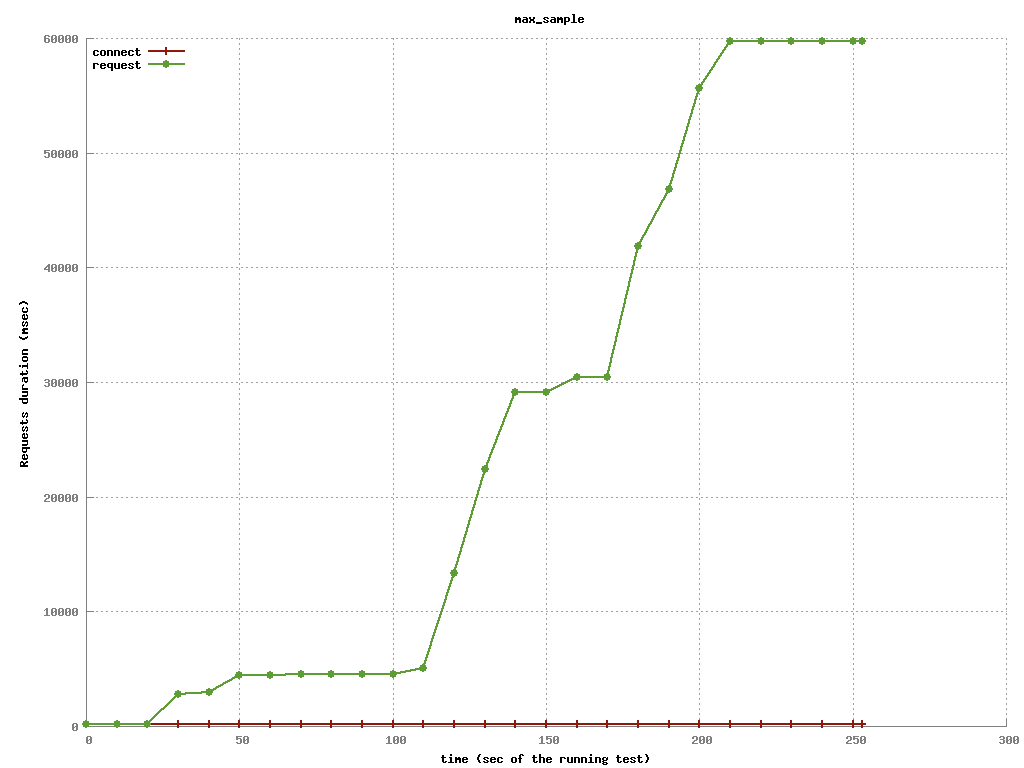 max_sample
connect
request
60000
50000
40000
30000
20000
10000
0
Requests duration (msec)
0 50 100 150 200 250 300
time (sec of the running test)